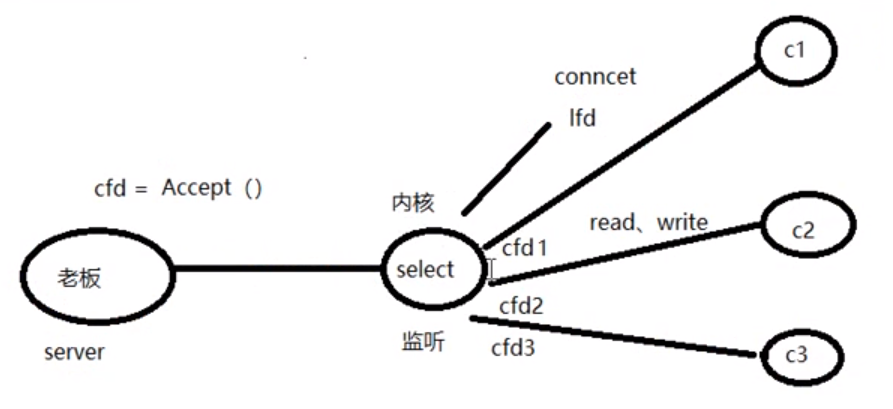 c1
conncet
lfd
cfd = Accept（）
内核
read、write
c2
cfd1
老板
select
cfd2
server
监听
cfd3
c3